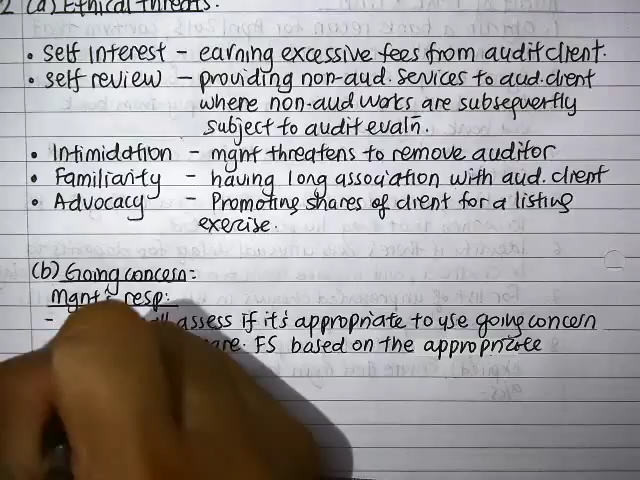 2 (a) Ethical threats.
• Self Interest – earning excessive fees from audit client.
• self review – providing non-aud. services to aud. client
where non-aud works are subsequently
subject to audit evaln.
• Intimidation – mgnt threatens to remove auditor
• Familiarity – having long association with aud. client
• Advocacy – Promoting shares of client for a listing
exercise.
(b) Going concern:
Mgnt's resp:
- assess if it's appropriate to use going concern
FS based on the appropriate